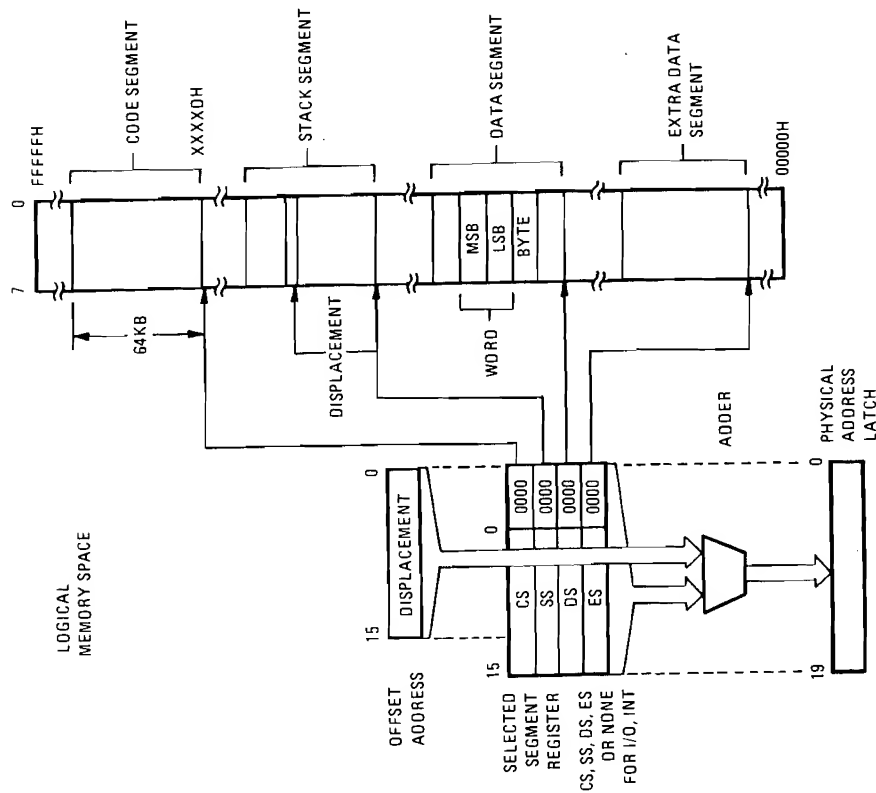 LOGICAL
MEMORY SPACE
7
0
FFFFFH
64KB
CODE SEGMENT
XXXX0H
STACK SEGMENT
DISPLACEMENT
WORD
MSB
LSB
BYTE
DATA SEGMENT
EXTRA DATA
SEGMENT
00000H
OFFSET
ADDRESS
15
0
DISPLACEMENT
SELECTED
SEGMENT
REGISTER
CS, SS, DS, ES
OR NONE
FOR I/O, INT
15
0
CS
0000
SS
0000
DS
0000
ES
0000
ADDER
19
0
PHYSICAL
ADDRESS
LATCH